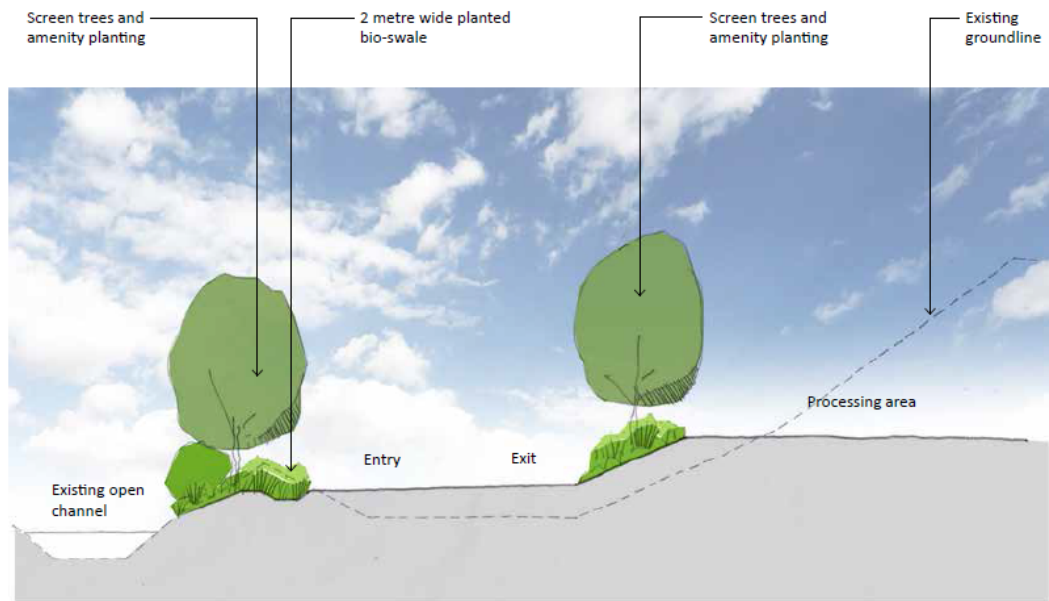 Screen trees and
amenity planting
2 metre wide planted
bio-swale
Screen trees and
amenity planting
Existing
groundline
Processing area
Entry
Exit
Existing open
channel